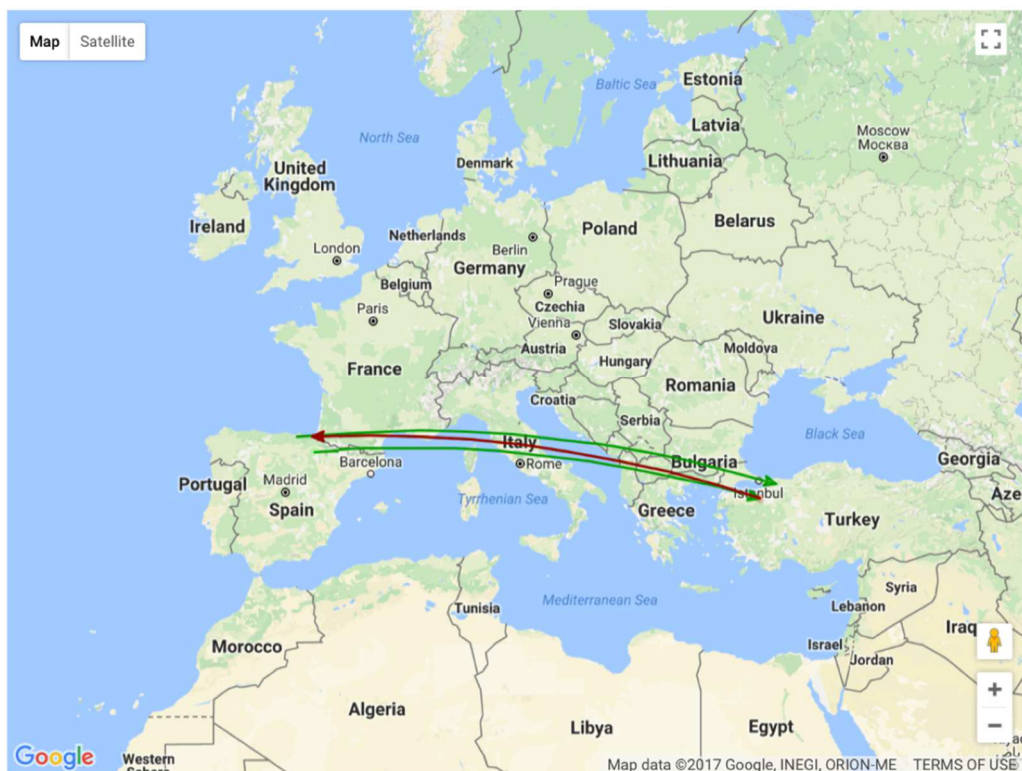 Map Satellite
Baltic Sea
Estonia
North Sea
Latvia
Moscow
Москва
Denmark
Lithuania
United
Kingdom
Ireland
Netherlands
Poland
Belarus
London
Berlin
Germany
Belgium
Prague
Czechia
Paris
Vienna
Slovakia
Ukraine
Austria
Moldova
Hungary
France
Romania
Croatia
Serbia
Black Sea
Italy
Bulgaria
Georgia
Barcelona
Rome
Portugal
Madrid
Istanbul
Aze
Tyrrhenian Sea
Spain
Greece
Turkey
Syria
Mediterranean Sea
Lebanon
Tunisia
Iraq
Morocco
Israel
Jordan
Algeria
Libya
Egypt
Google
Western
Map data ©2017 Google, INEGI, ORION-ME TERMS OF USE